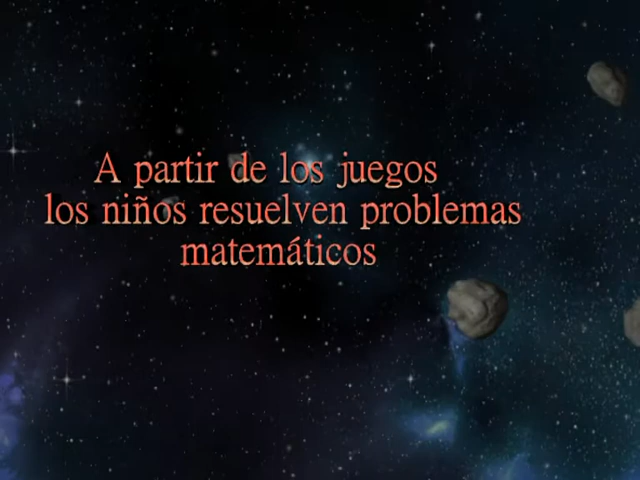 A partir de los juegos
los niños resuelven problemas
matemáticos